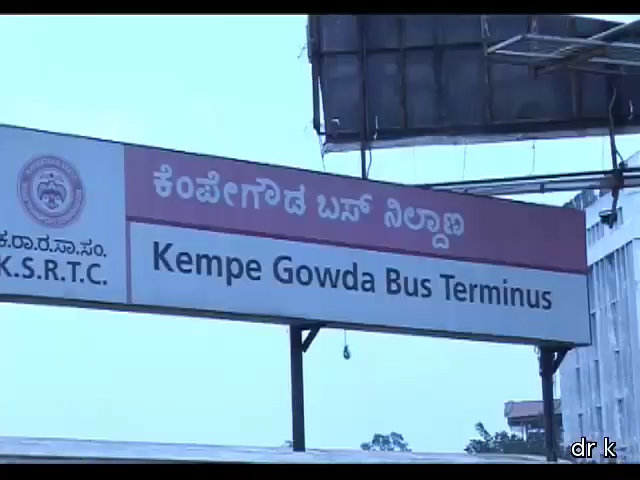 ಕೆಂಪೇಗೌಡ ಬಸ್ ನಿಲ್ದಾಣ
ಕ.ರಾ.ರ.ಸಾ.ಸಂ.
K.S.R.T.C.
Kempe Gowda Bus Terminus
dr k